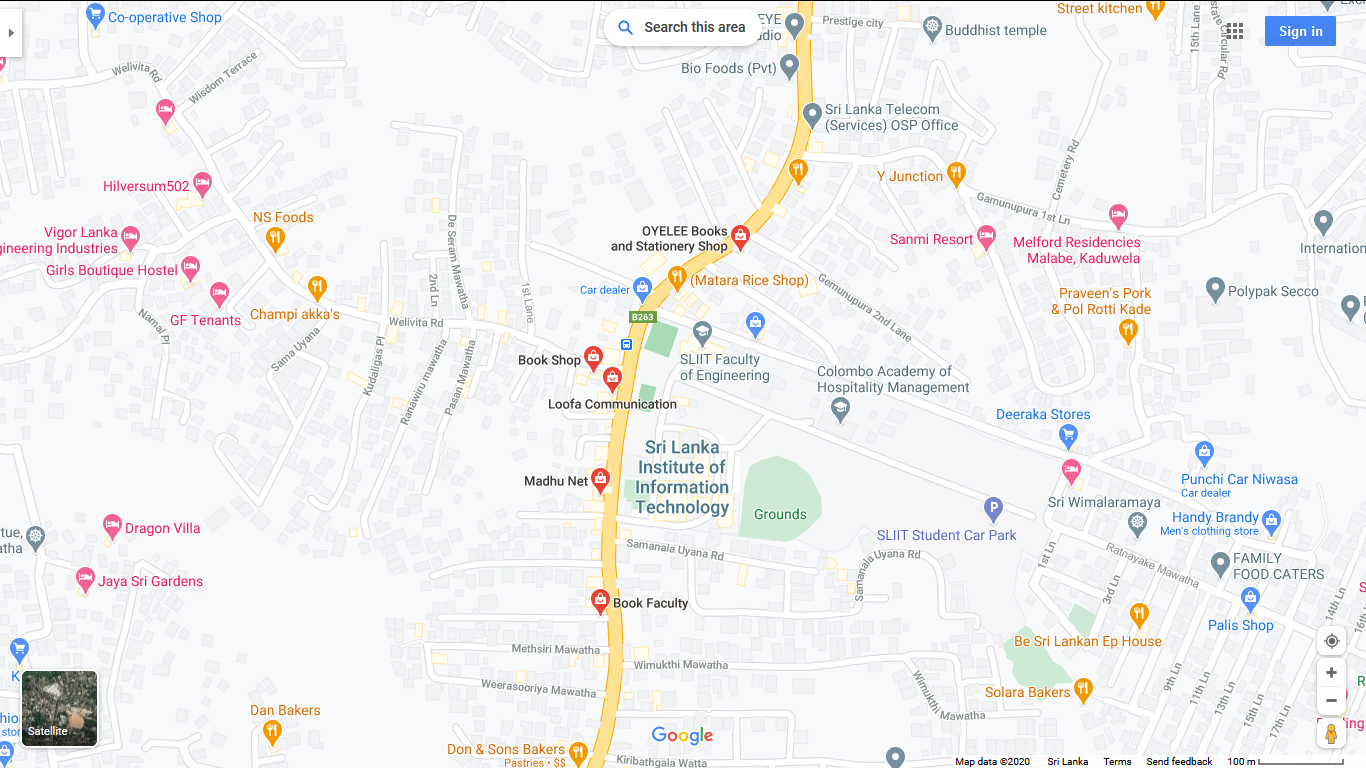 Co-operative Shop
Search this area
EYE
dio
Prestige city
Street kitchen
Buddhist temple
15th Lane
Sign in
Welivita Rd
Wisdom Terrace
Bio Foods (Pvt)
Sri Lanka Telecom
(Services) OSP Office
Hilversum502
Y Junction
Cemetery Rd
Gamunupura 1st Ln
NS Foods
De Seram Mawatha
Vigor Lanka
gineering Industries
OYELEE Books
and Stationery Shop
Sanmi Resort
Melford Residencies
Malabe, Kaduwela
International
Girls Boutique Hostel
2nd Ln
1st Lane
Car dealer
(Matara Rice Shop)
Gemunupura 2nd Lane
Praveen's Pork
& Pol Rotti Kade
Polypak Secco
GF Tenants
Champi akka's
Welivita Rd
B263
Namal Pl
Sama Uyana
Kudaligas Pl
Ranawiru mawatha
Pasan Mawatha
Book Shop
SLIIT Faculty
of Engineering
Colombo Academy of
Hospitality Management
Loofa Communication
Deeraka Stores
Sri Lanka
Institute of
Information
Technology
Madhu Net
Punchi Car Niwasa
Car dealer
Sri Wimalaramaya
Grounds
Handy Brandy
Men's clothing store
Dragon Villa
SLIIT Student Car Park
tue,
atha
Samanala Uyana Rd
Samanala Uyana Rd
1st Ln
Ratnayake Mawatha
FAMILY
FOOD CATERS
Jaya Sri Gardens
3rd Ln
14th Ln
16th
Book Faculty
Palis Shop
Be Sri Lankan Ep House
Methsiri Mawatha
Wimukthi Mawatha
Weerasooriya Mawatha
Wimukthi Mawatha
Solara Bakers
9th Ln
11th Ln
13th Ln
15th Ln
17th Ln
Dan Bakers
Satellite
Don & Sons Bakers
Pastries • $$
Google
Kiribathgala Watta
Map data ©2020
Sri Lanka
Terms
Send feedback
100 m